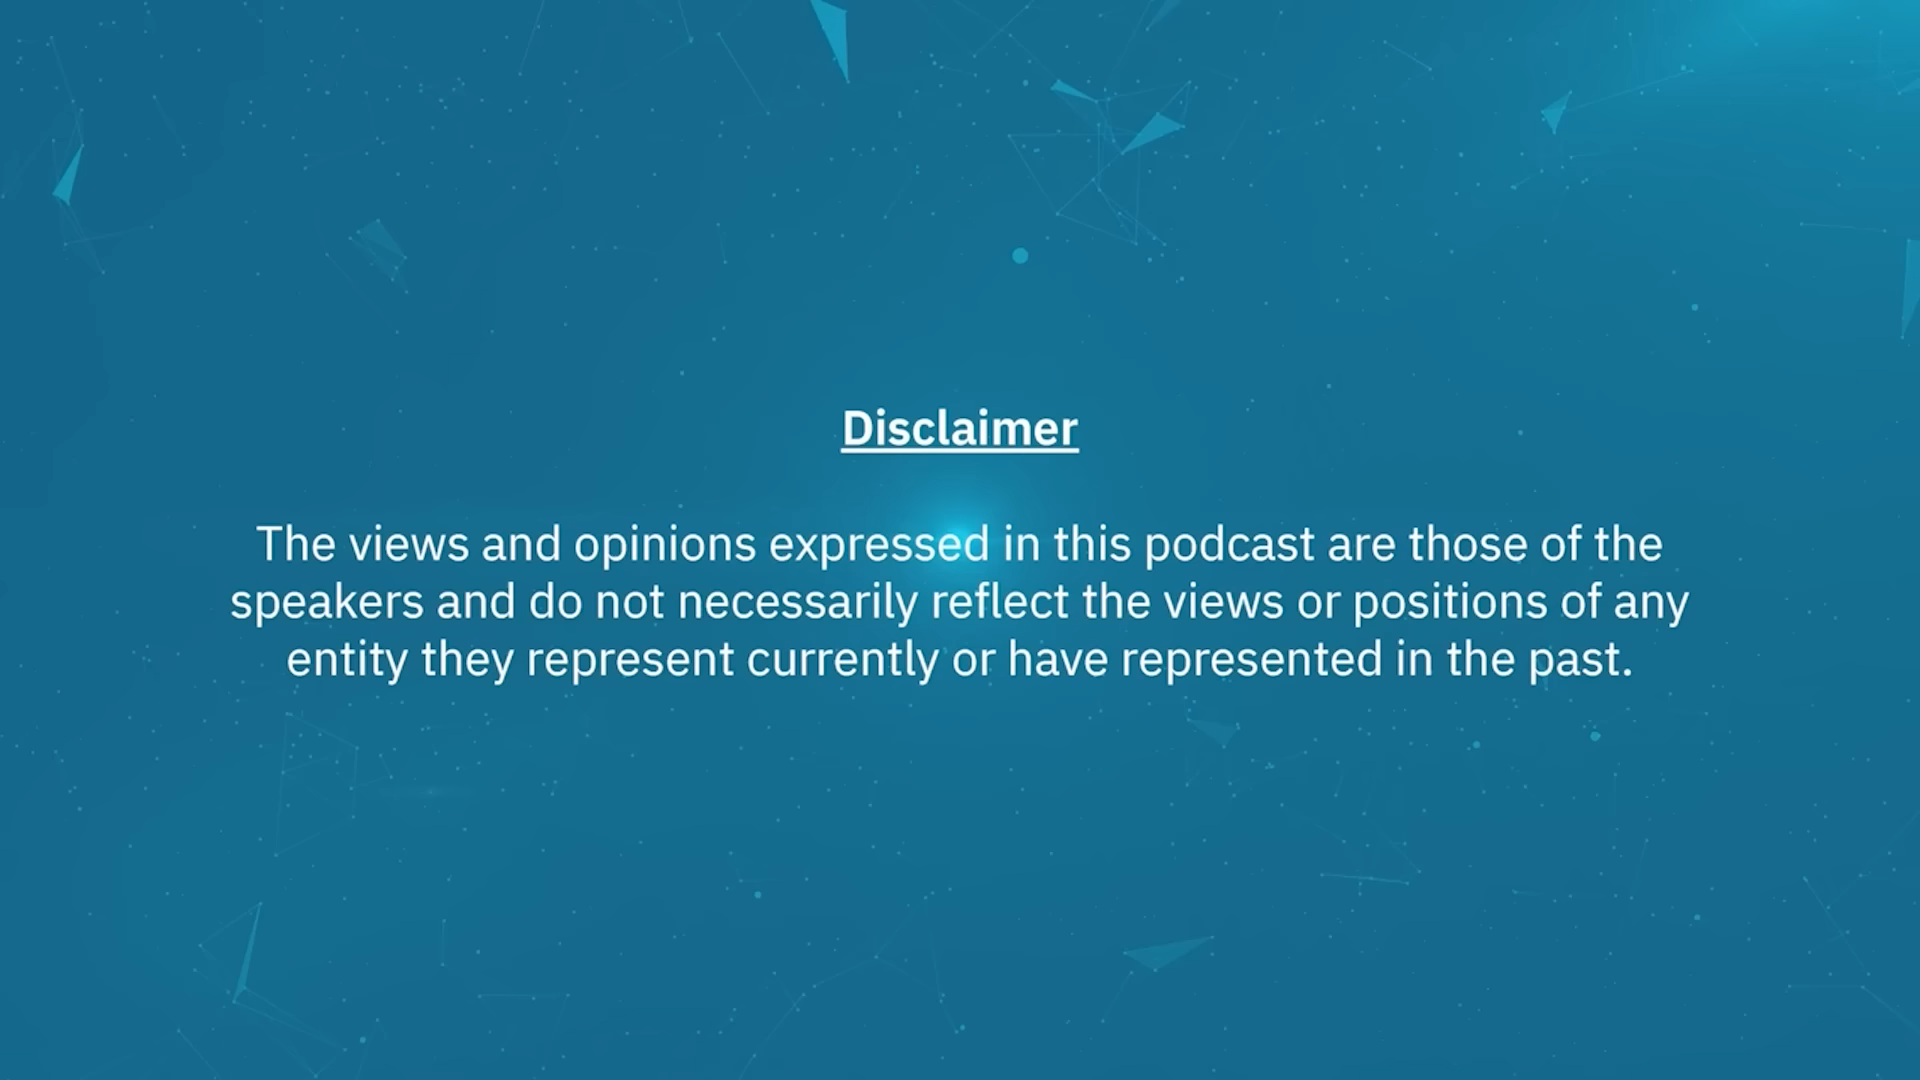 Disclaimer
The views and opinions expressed in this podcast are those of the
speakers and do not necessarily reflect the views or positions of any
entity they represent currently or have represented in the past.